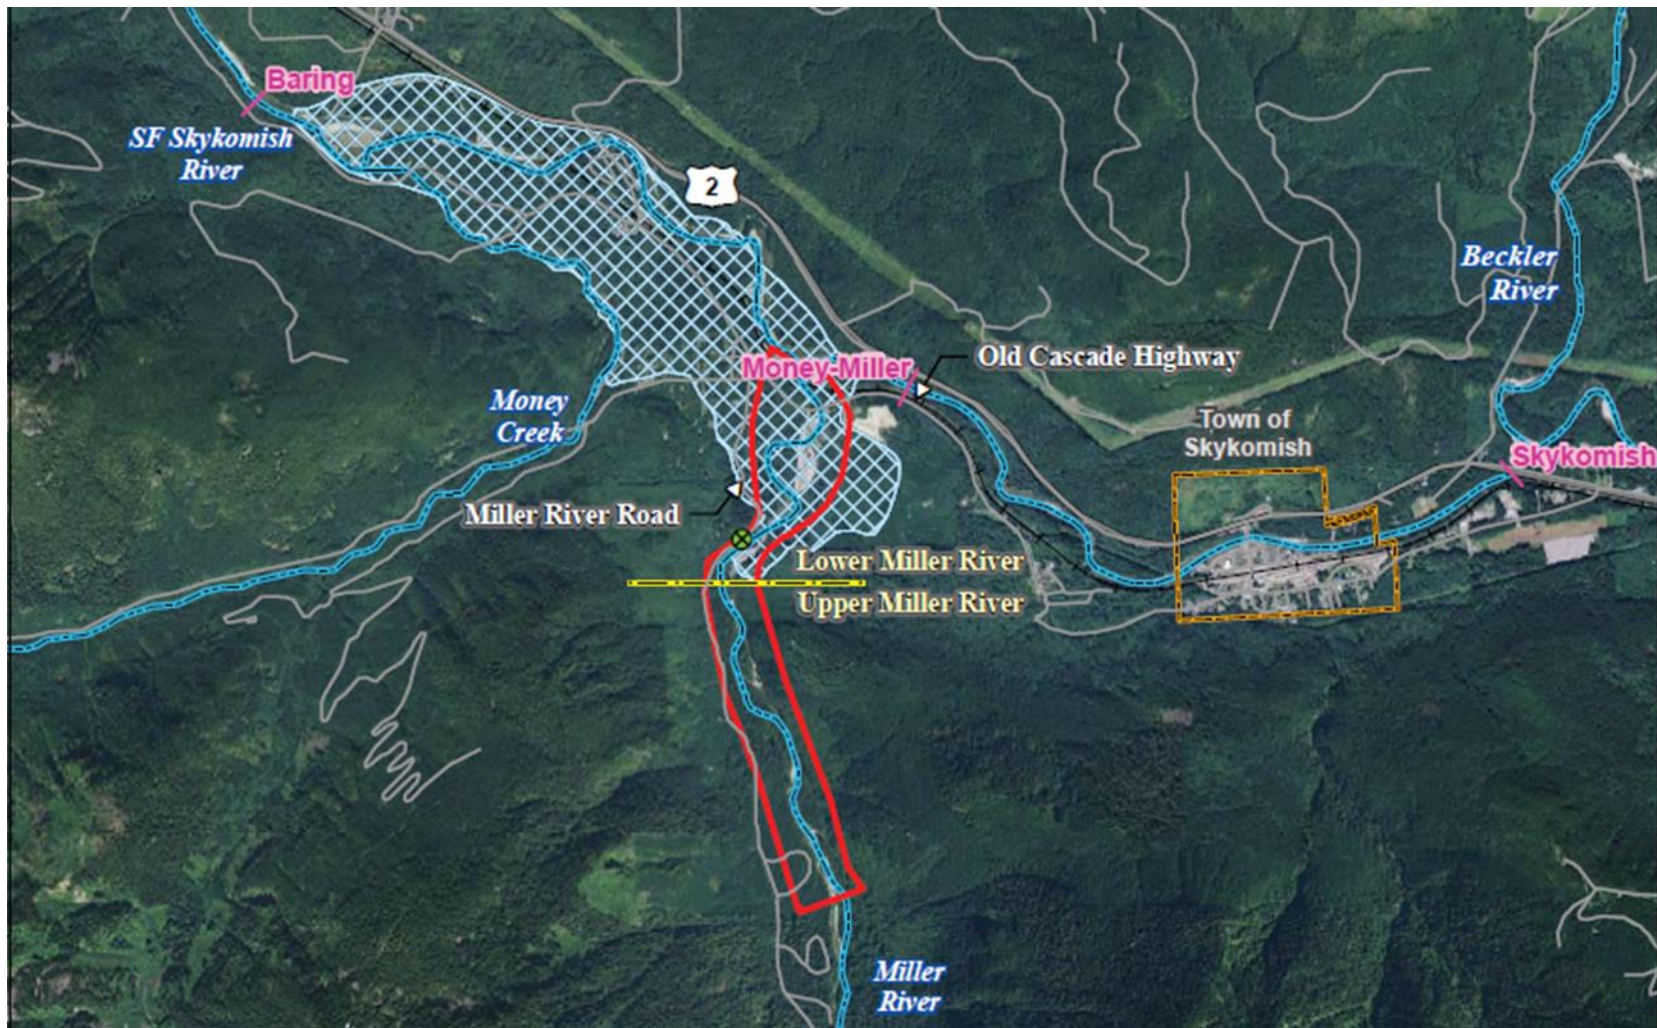 Baring
SF Skykomish
River
2
Beckler
River
Money-Miller
Old Cascade Highway
Money
Creek
Town of
Skykomish
Skykomish
Miller River Road
Lower Miller River
Upper Miller River
Miller
River